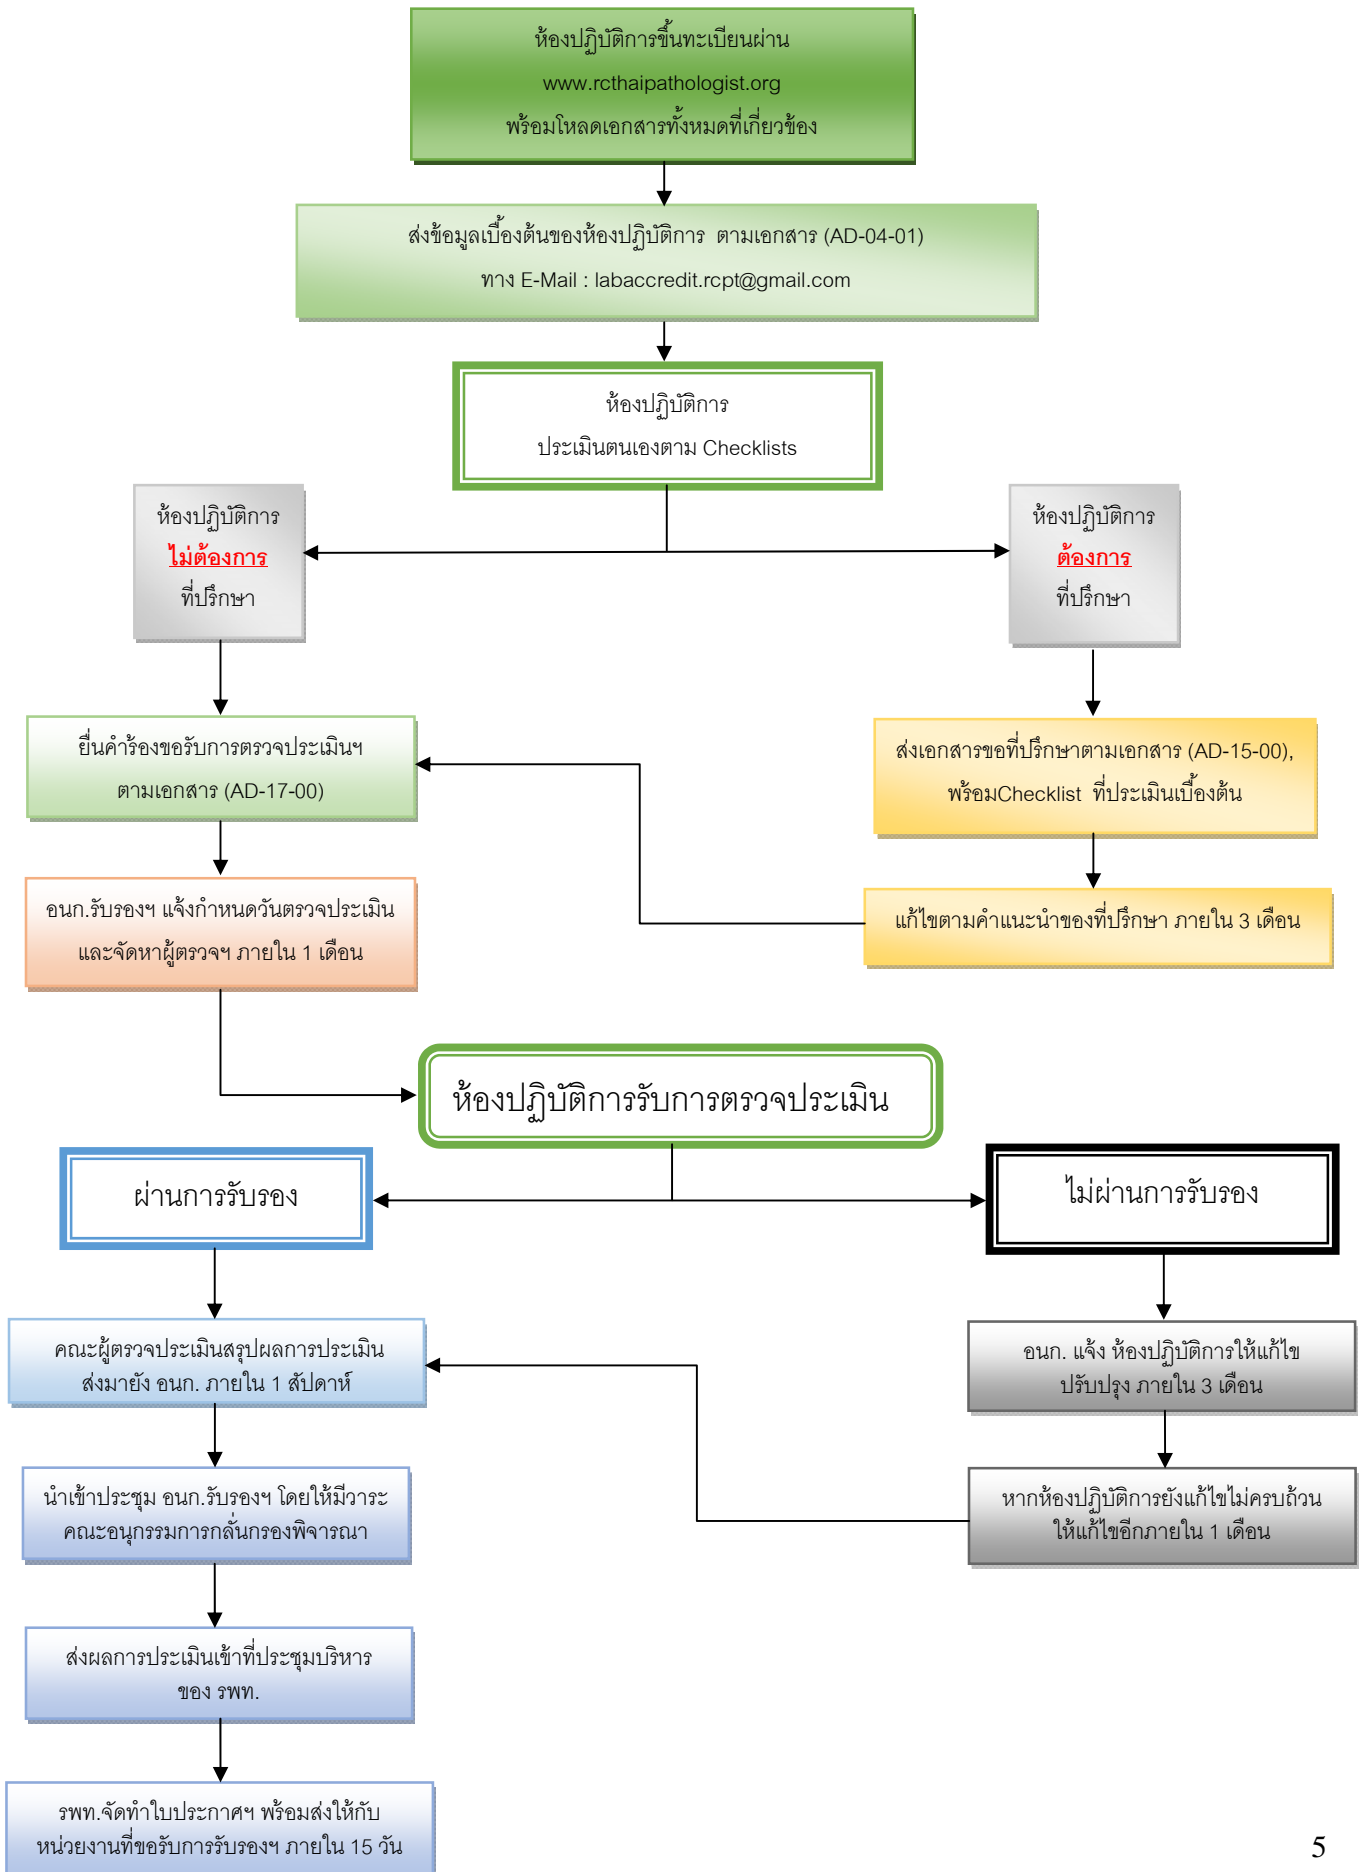 ห้องปฏิบัติการขึ้นทะเบียนผ่าน
www.rcthaipathologist.org
พร้อมโหลดเอกสารทั้งหมดที่เกี่ยวข้อง
ส่งข้อมูลเบื้องต้นของห้องปฏิบัติการ ตามเอกสาร (AD-04-01)
ทาง E-Mail : labaccredit.rcpt@gmail.com
ห้องปฏิบัติการ
ประเมินตนเองตาม Checklists
ห้องปฏิบัติการ
ไม่ต้องการ
ที่ปรึกษา
ห้องปฏิบัติการ
ต้องการ
ที่ปรึกษา
ยื่นคำร้องขอรับการตรวจประเมินฯ
ตามเอกสาร (AD-17-00)
ส่งเอกสารขอที่ปรึกษาตามเอกสาร (AD-15-00),
พร้อมChecklist ที่ประเมินเบื้องต้น
อนก.รับรองฯ แจ้งกำหนดวันตรวจประเมิน
และจัดหาผู้ตรวจฯ ภายใน 1 เดือน
แก้ไขตามคำแนะนำของที่ปรึกษา ภายใน 3 เดือน
ห้องปฏิบัติการรับการตรวจประเมิน
ผ่านการรับรอง
ไม่ผ่านการรับรอง
คณะผู้ตรวจประเมินสรุปผลการประเมิน
ส่งมายัง อนก. ภายใน 1 สัปดาห์
อนก. แจ้ง ห้องปฏิบัติการให้แก้ไข
ปรับปรุง ภายใน 3 เดือน
นำเข้าประชุม อนก.รับรองฯ โดยให้มีวาระ
คณะอนุกรรมการกลั่นกรองพิจารณา
หากห้องปฏิบัติการยังแก้ไขไม่ครบถ้วน
ให้แก้ไขอีกภายใน 1 เดือน
ส่งผลการประเมินเข้าที่ประชุมบริหาร
ของ รพท.
รพท.จัดทำใบประกาศฯ พร้อมส่งให้กับ
หน่วยงานที่ขอรับการรับรองฯ ภายใน 15 วัน
5